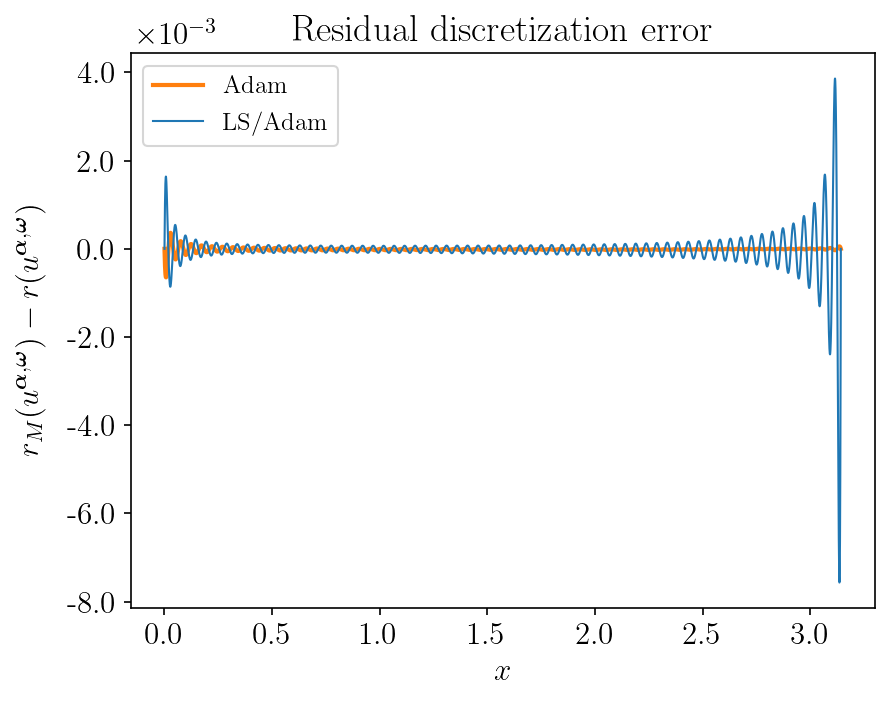 ×10⁻³
Residual discretization error
Adam
LS/Adam
4.0
2.0
0.0
-2.0
-4.0
-6.0
-8.0
r_M(u^{α,ω}) − r(u^{α,ω})
0.0 0.5 1.0 1.5 2.0 2.5 3.0
x